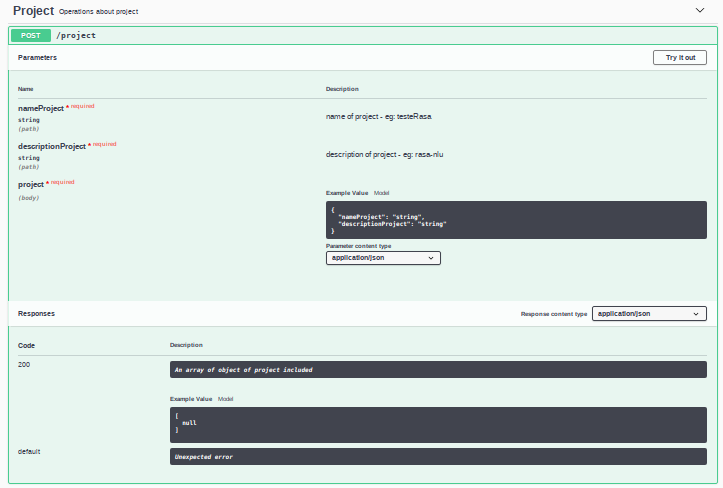 Project Operations about project
POST /project
Parameters
Try it out
Name Description
nameProject * required
string
(path)
name of project - eg: testeRasa
descriptionProject * required
string
(path)
description of project - eg: rasa-nlu
project * required
(body)
Example Value Model
{
"nameProject": "string",
"descriptionProject": "string"
}
Parameter content type
application/json
Responses
Response content type application/json
Code Description
200
An array of object of project included
Example Value Model
[
null
]
default
Unexpected error